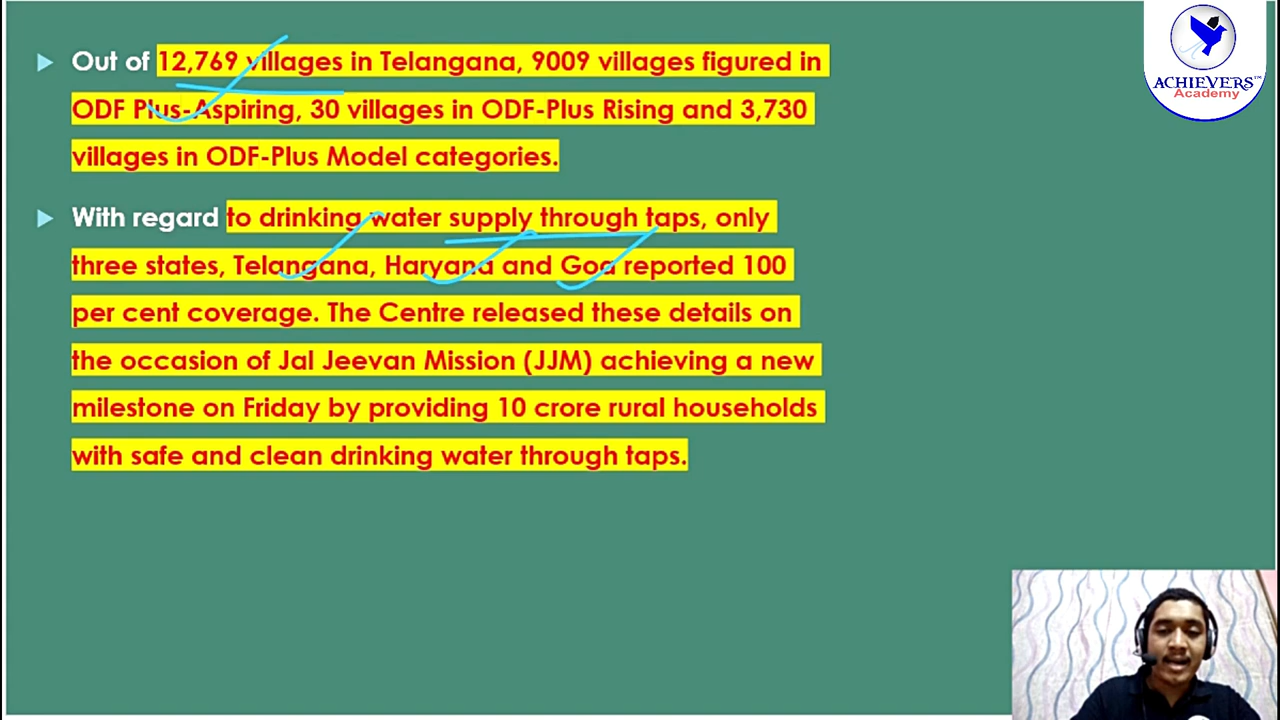 Out of 12,769 villages in Telangana, 9009 villages figured in
ODF Plus-Aspiring, 30 villages in ODF-Plus Rising and 3,730
villages in ODF-Plus Model categories.
With regard to drinking water supply through taps, only
three states, Telangana, Haryana and Goa reported 100
per cent coverage. The Centre released these details on
the occasion of Jal Jeevan Mission (JJM) achieving a new
milestone on Friday by providing 10 crore rural households
with safe and clean drinking water through taps.
ACHIEVERS™
Academy